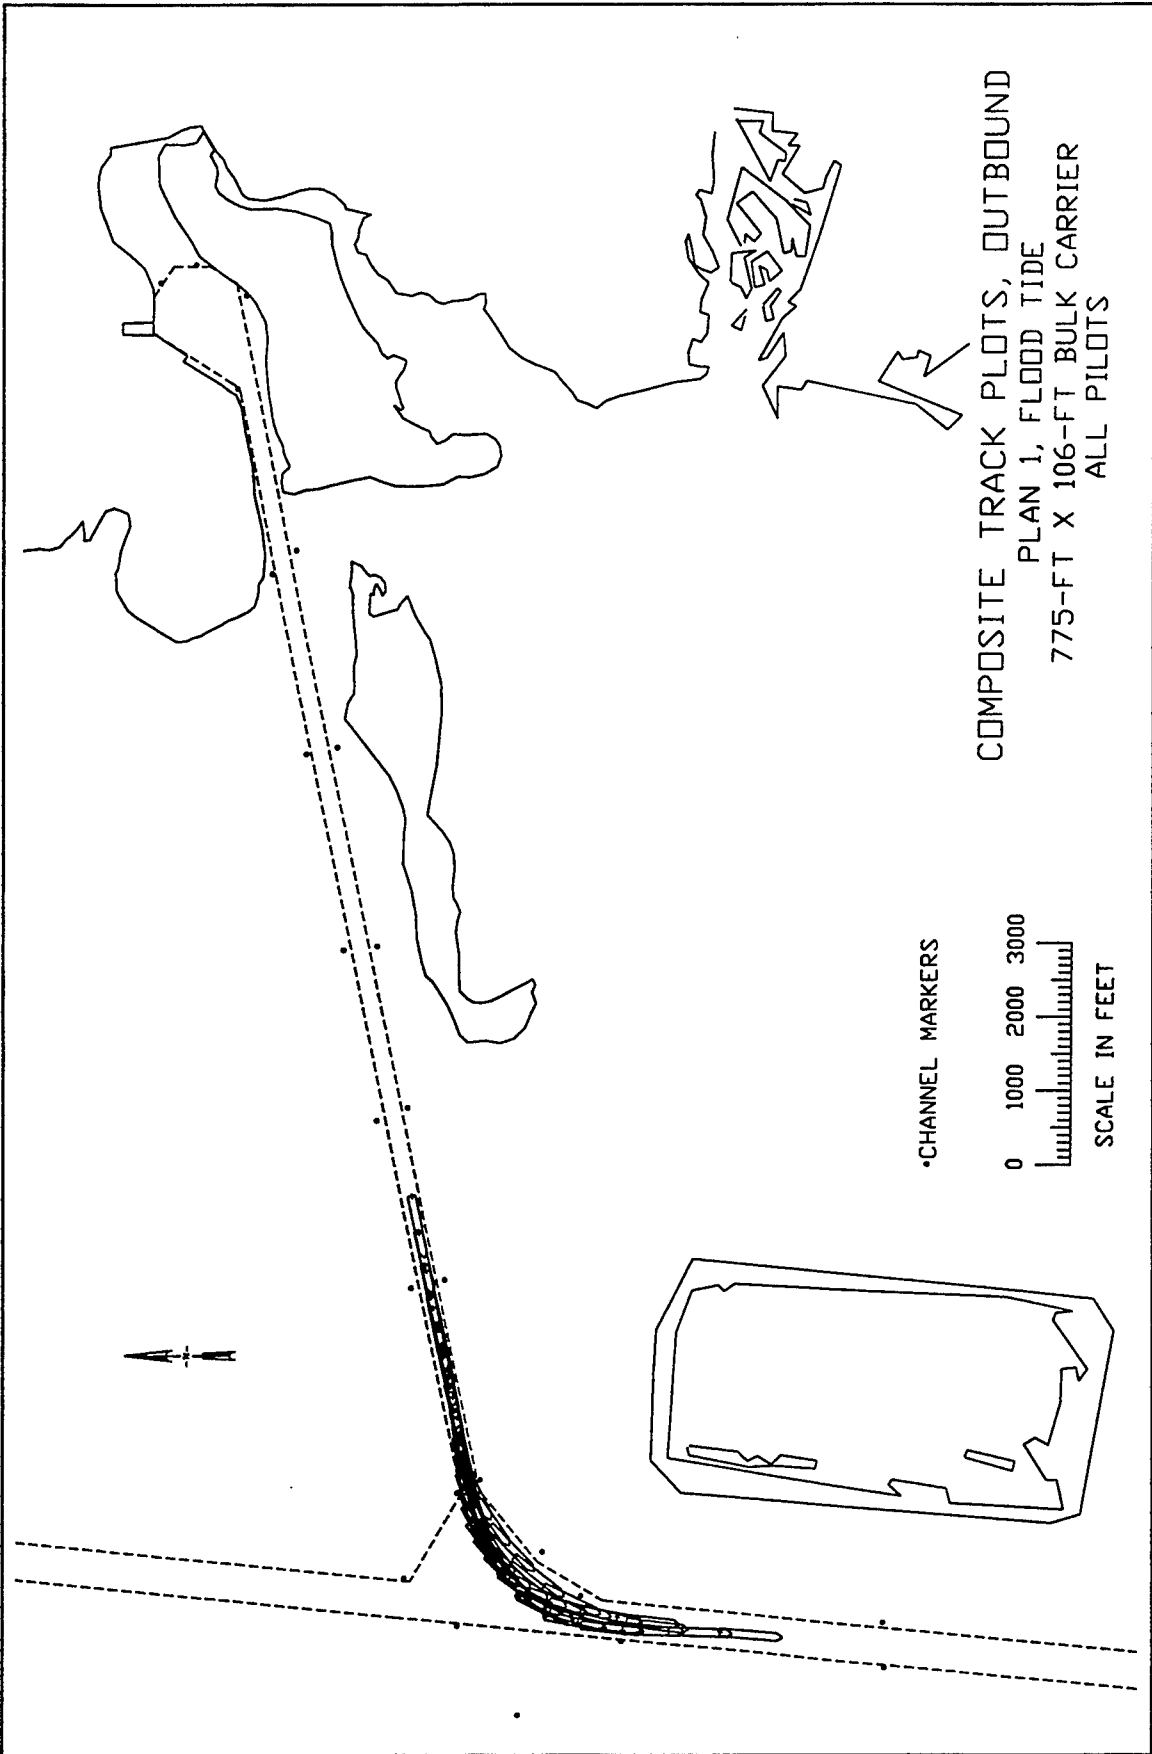 COMPOSITE TRACK PLOTS, OUTBOUND
PLAN 1, FLOOD TIDE
775-FT X 106-FT BULK CARRIER
ALL PILOTS
•CHANNEL MARKERS
0 1000 2000 3000
SCALE IN FEET